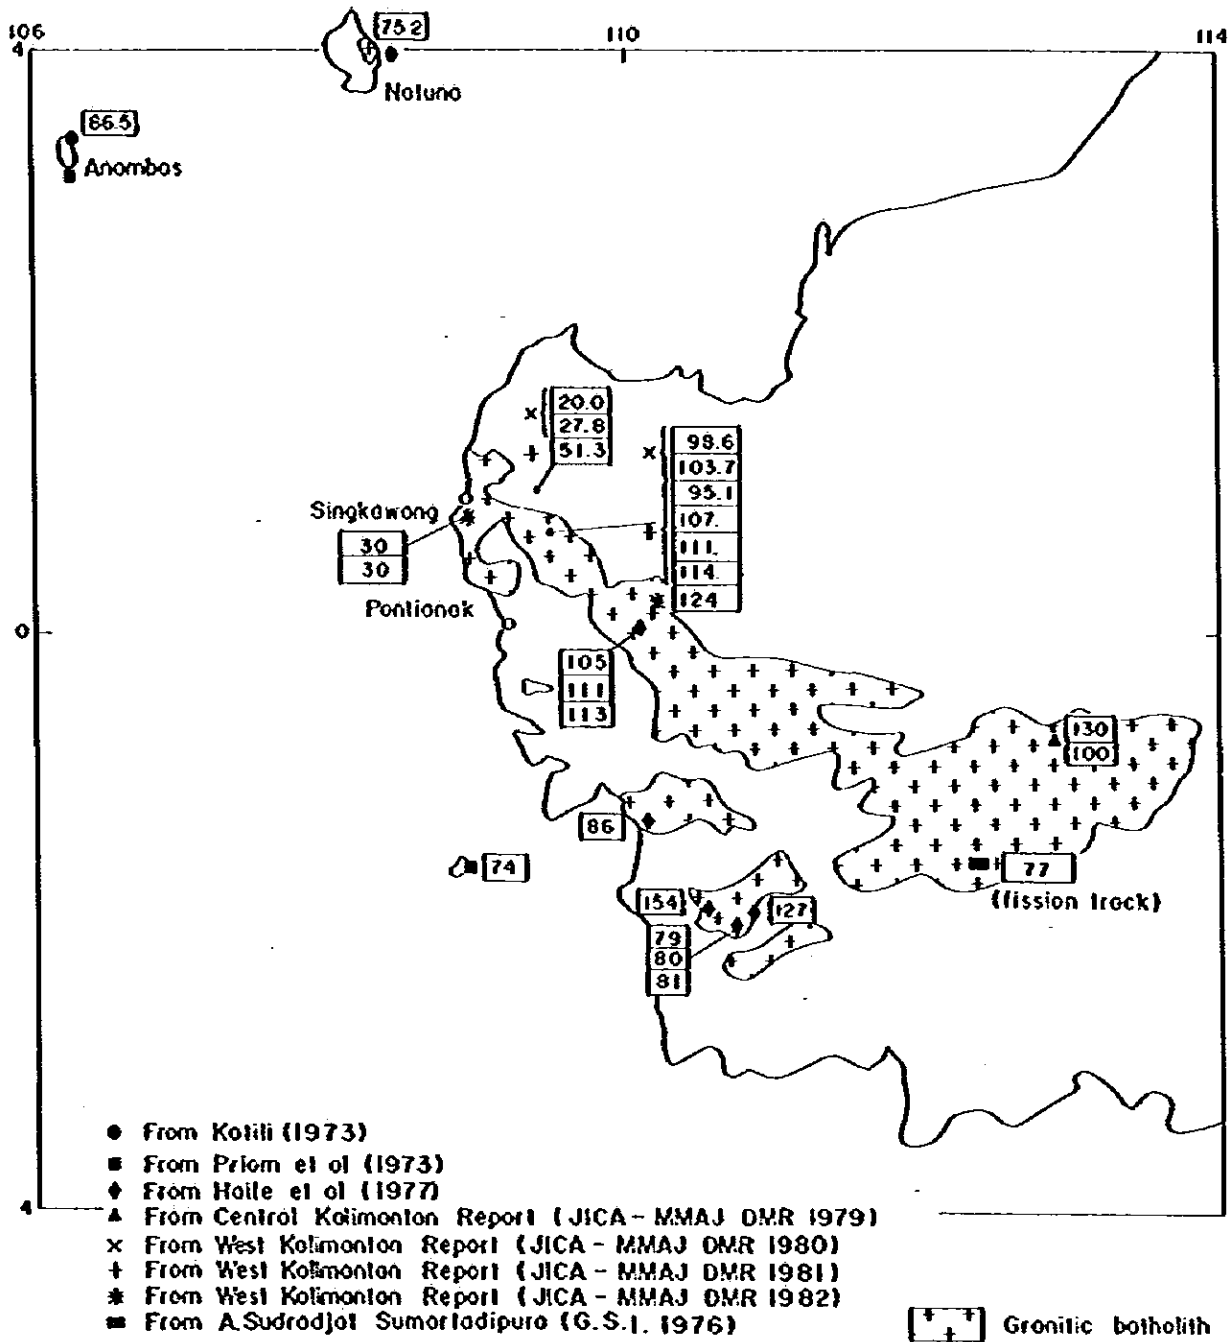 106
110
114
4
75.2
Natuna
86.5
Anambas
20.0
27.8
51.3
98.6
103.7
95.1
107.
111.
114.
124
Singkawang
30
30
Pontianak
0
105
111
113
130
100
86
74
77
(fission track)
154
127
79
80
81
4
● From Katili (1973)
■ From Priam et al (1973)
◆ From Haile et al (1977)
▲ From Central Kalimantan Report (JICA - MMAJ DMR 1979)
× From West Kalimantan Report (JICA - MMAJ DMR 1980)
+ From West Kalimantan Report (JICA - MMAJ DMR 1981)
✱ From West Kalimantan Report (JICA - MMAJ DMR 1982)
■ From A.Sudradjat Sumartadipura (G.S.I. 1976)
Granitic batholith